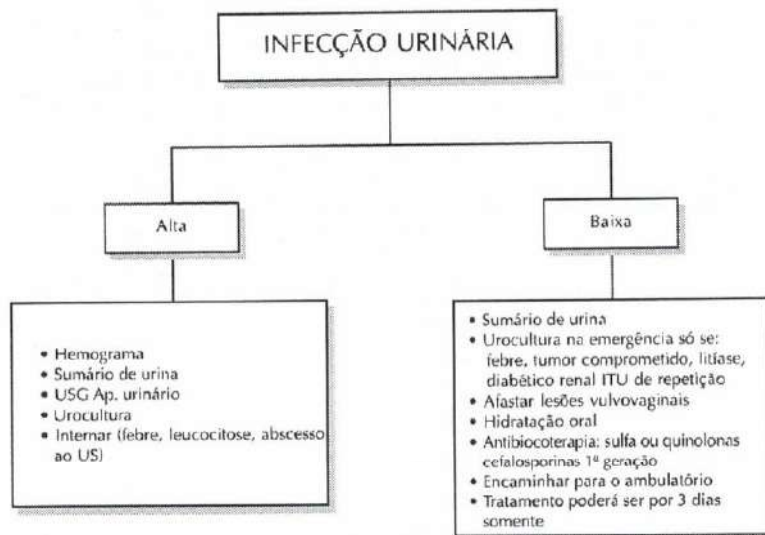 INFECÇÃO URINÁRIA
Alta
Baixa
• Hemograma
• Sumário de urina
• USG Ap. urinário
• Urocultura
• Internar (febre, leucocitose, abscesso
ao US)
• Sumário de urina
• Urocultura na emergência só se:
febre, tumor comprometido, litíase,
diabético renal ITU de repetição
• Afastar lesões vulvovaginais
• Hidratação oral
• Antibiocoterapia: sulfa ou quinolonas
cefalosporinas 1ª geração
• Encaminhar para o ambulatório
• Tratamento poderá ser por 3 dias
somente